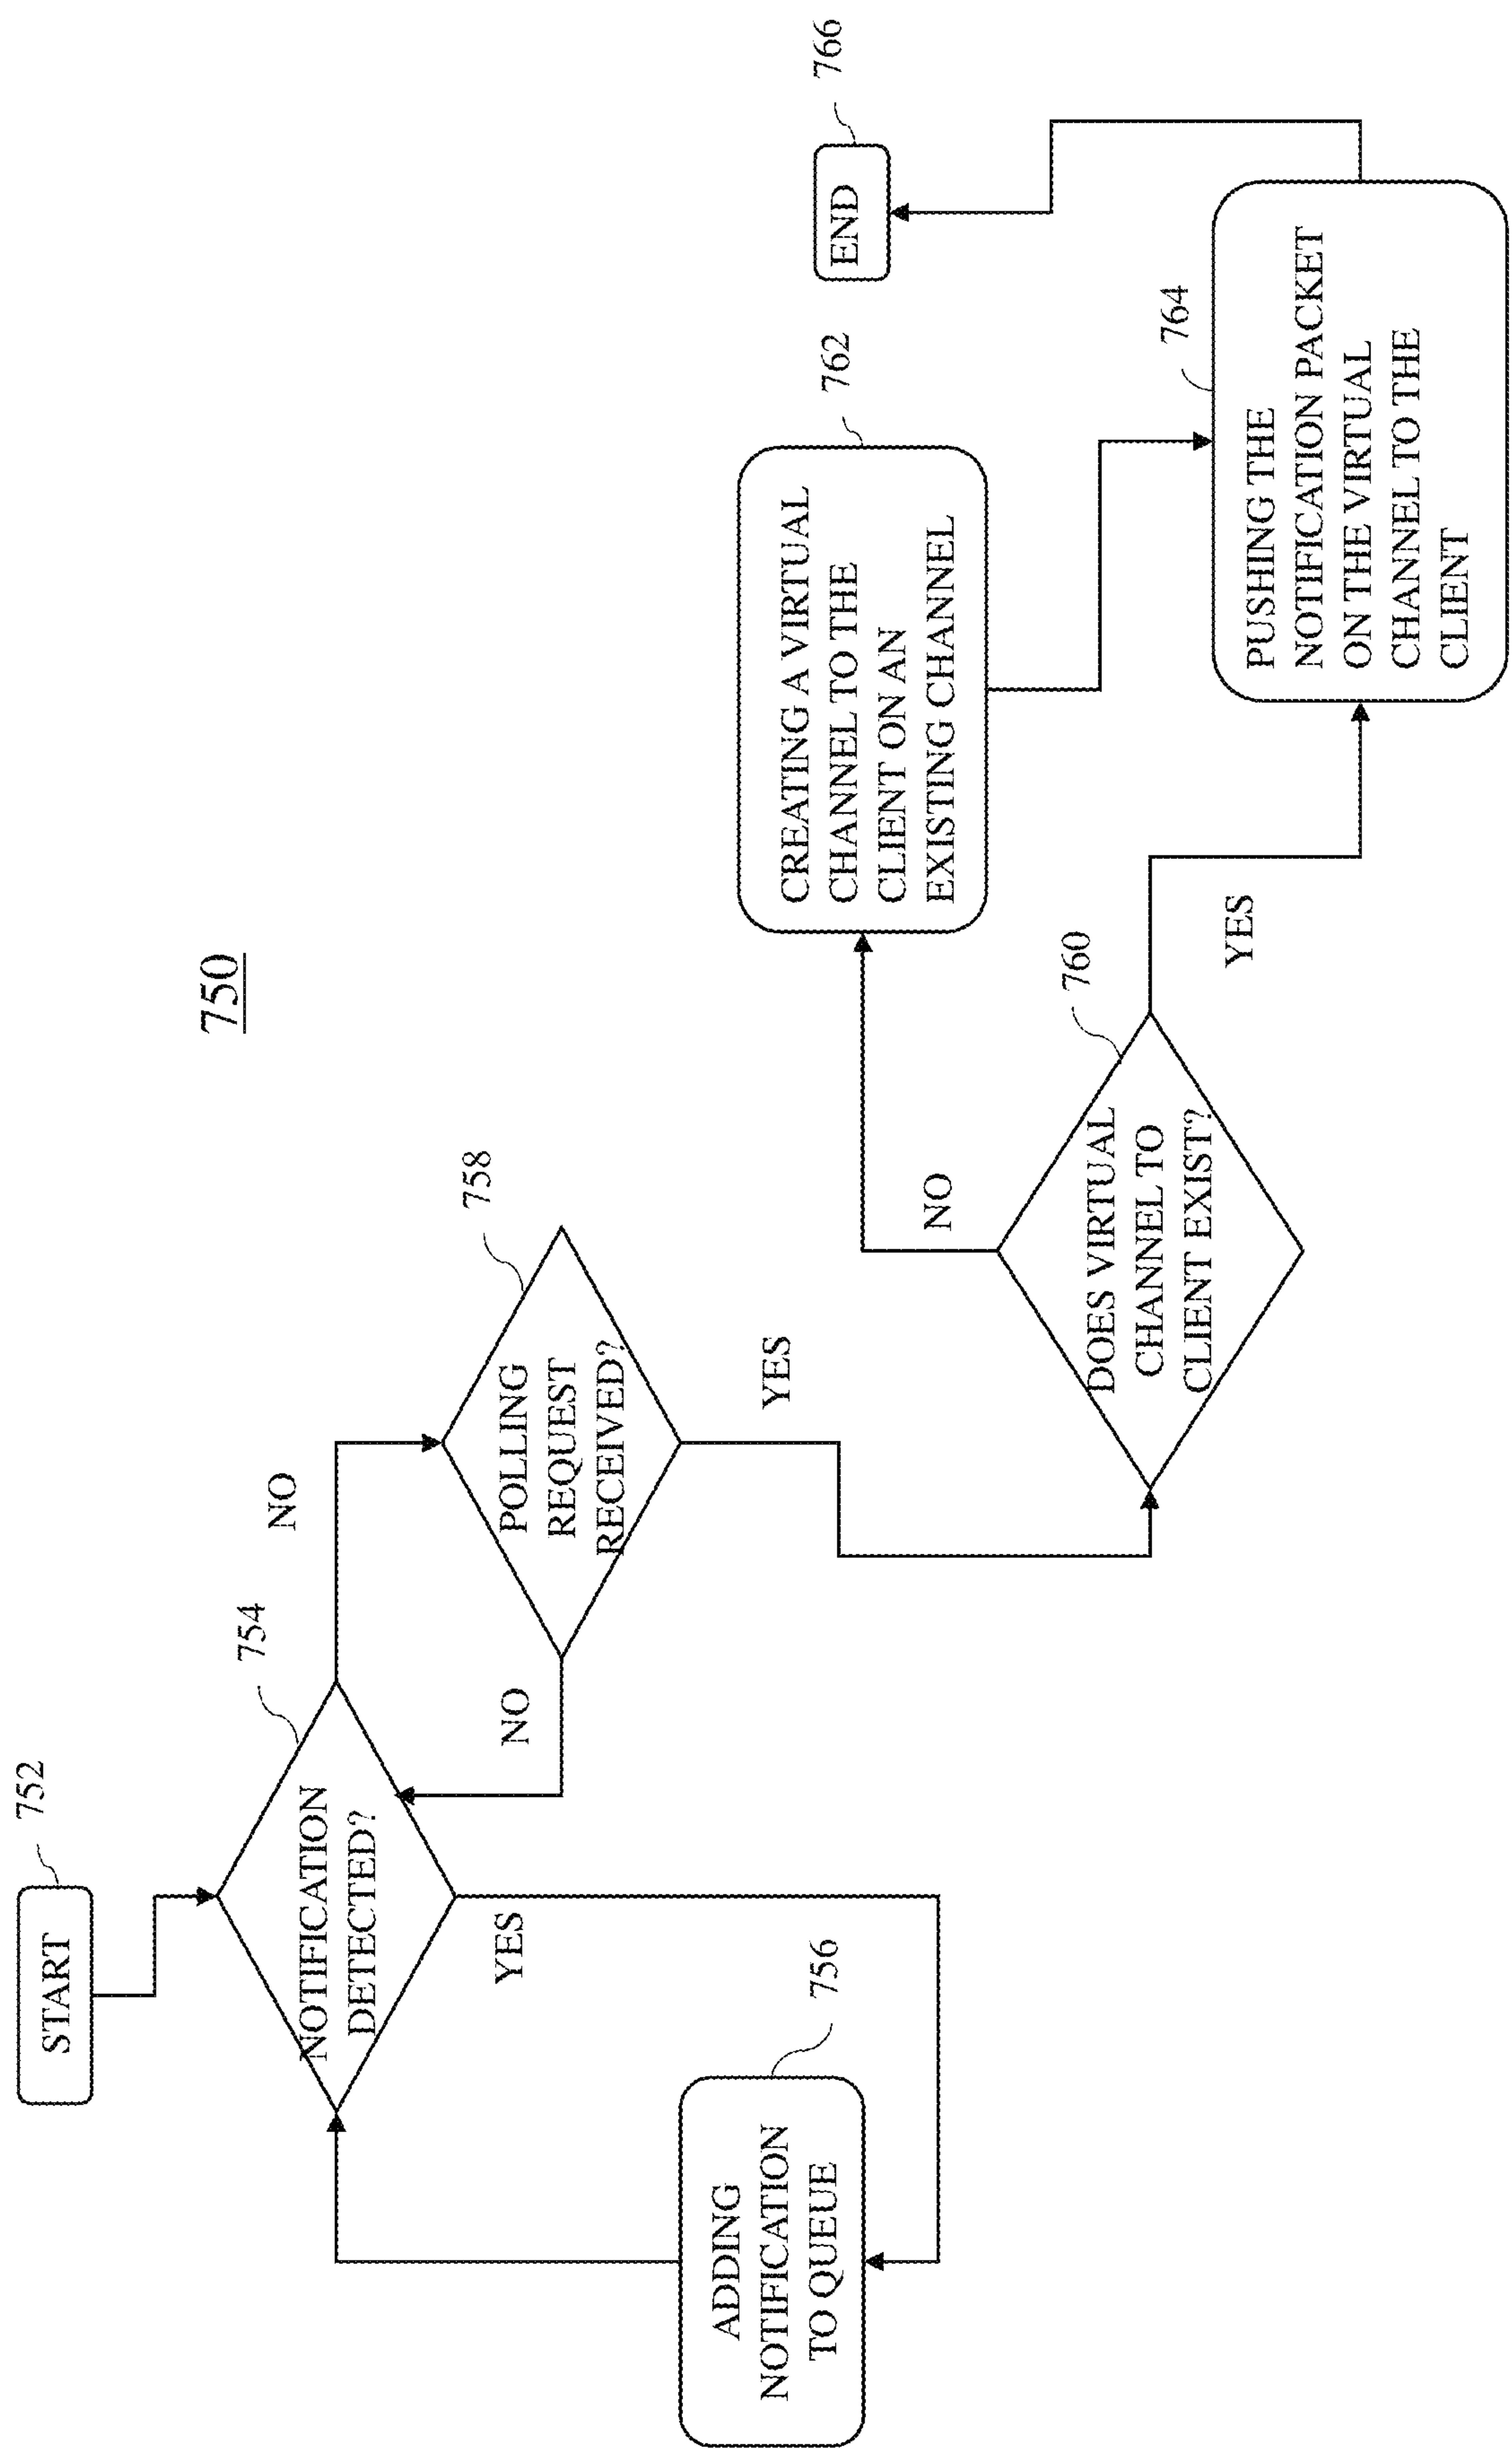 750
START
752
NOTIFICATION
DETECTED?
754
NO
YES
ADDING
NOTIFICATION
TO QUEUE
756
POLLING
REQUEST
RECEIVED?
758
NO
YES
DOES VIRTUAL
CHANNEL TO
CLIENT EXIST?
760
NO
YES
CREATING A VIRTUAL
CHANNEL TO THE
CLIENT ON AN
EXISTING CHANNEL
762
PUSHING THE
NOTIFICATION PACKET
ON THE VIRTUAL
CHANNEL TO THE
CLIENT
764
END
766